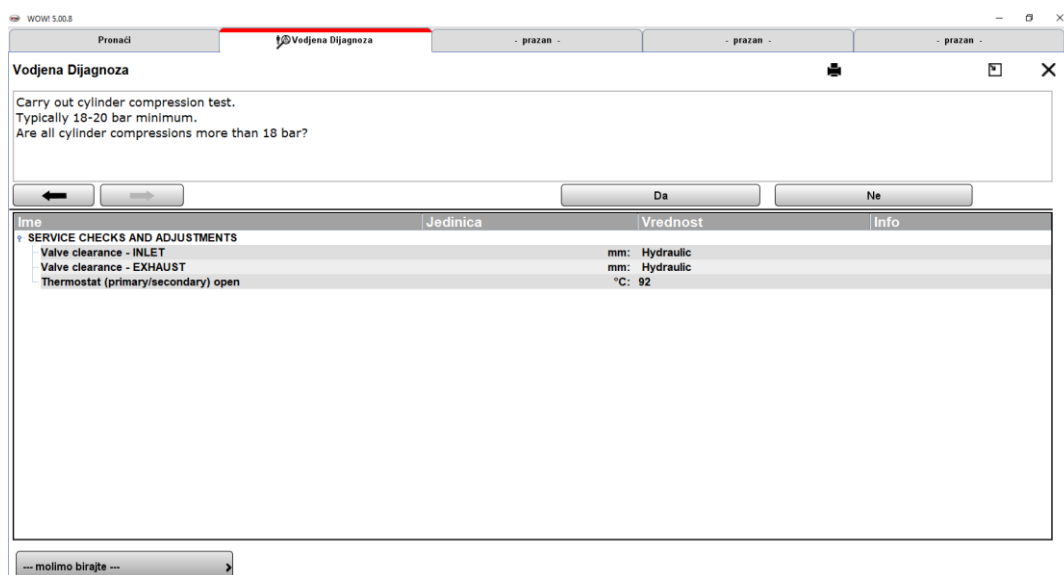 WOW! 5.00.8
Pronaći
Vodjena Dijagnoza
- prazan -
- prazan -
- prazan -
Vodjena Dijagnoza
Carry out cylinder compression test.
Typically 18-20 bar minimum.
Are all cylinder compressions more than 18 bar?
Da
Ne
Ime Jedinica Vrednost Info
SERVICE CHECKS AND ADJUSTMENTS
Valve clearance - INLET mm: Hydraulic
Valve clearance - EXHAUST mm: Hydraulic
Thermostat (primary/secondary) open °C: 92
--- molimo birajte ---